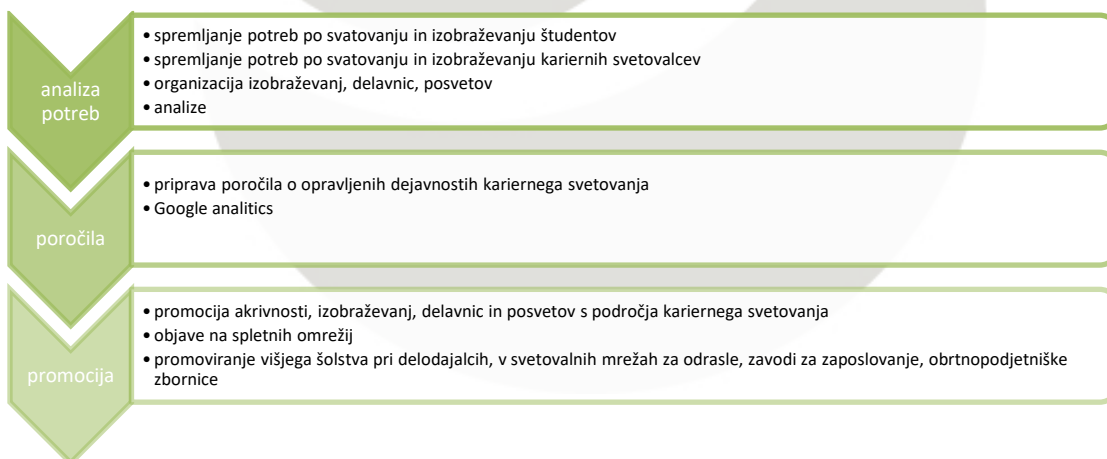 analiza
potreb
• spremljanje potreb po svatovanju in izobraževanju študentov
• spremljanje potreb po svatovanju in izobraževanju kariernih svetovalcev
• organizacija izobraževanj, delavnic, posvetov
• analize
poročila
• priprava poročila o opravljenih dejavnostih kariernega svetovanja
• Google analitics
promocija
• promocija akrivnosti, izobraževanj, delavnic in posvetov s področja kariernega svetovanja
• objave na spletnih omrežij
• promoviranje višjega šolstva pri delodajalcih, v svetovalnih mrežah za odrasle, zavodi za zaposlovanje, obrtnopodjetniške
zbornice